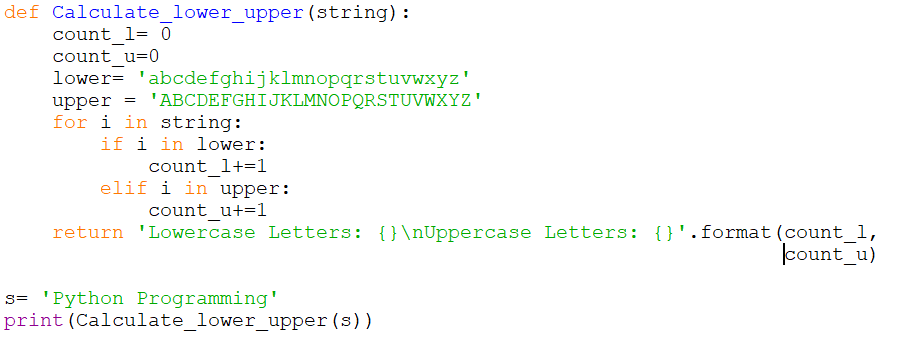 def Calculate_lower_upper(string):
    count_l= 0
    count_u=0
    lower= 'abcdefghijklmnopqrstuvwxyz'
    upper = 'ABCDEFGHIJKLMNOPQRSTUVWXYZ'
    for i in string:
        if i in lower:
            count_l+=1
        elif i in upper:
            count_u+=1
    return 'Lowercase Letters: {}\nUppercase Letters: {}'.format(count_l,
                                                                 count_u)
s= 'Python Programming'
print(Calculate_lower_upper(s))